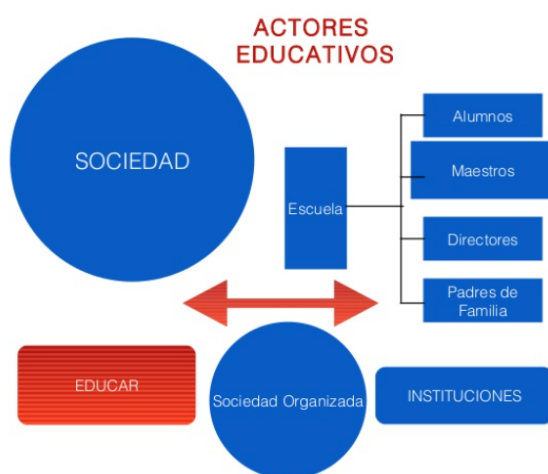 ACTORES
EDUCATIVOS
SOCIEDAD
Escuela
Alumnos
Maestros
Directores
Padres de
Familia
EDUCAR
Sociedad Organizada
INSTITUCIONES